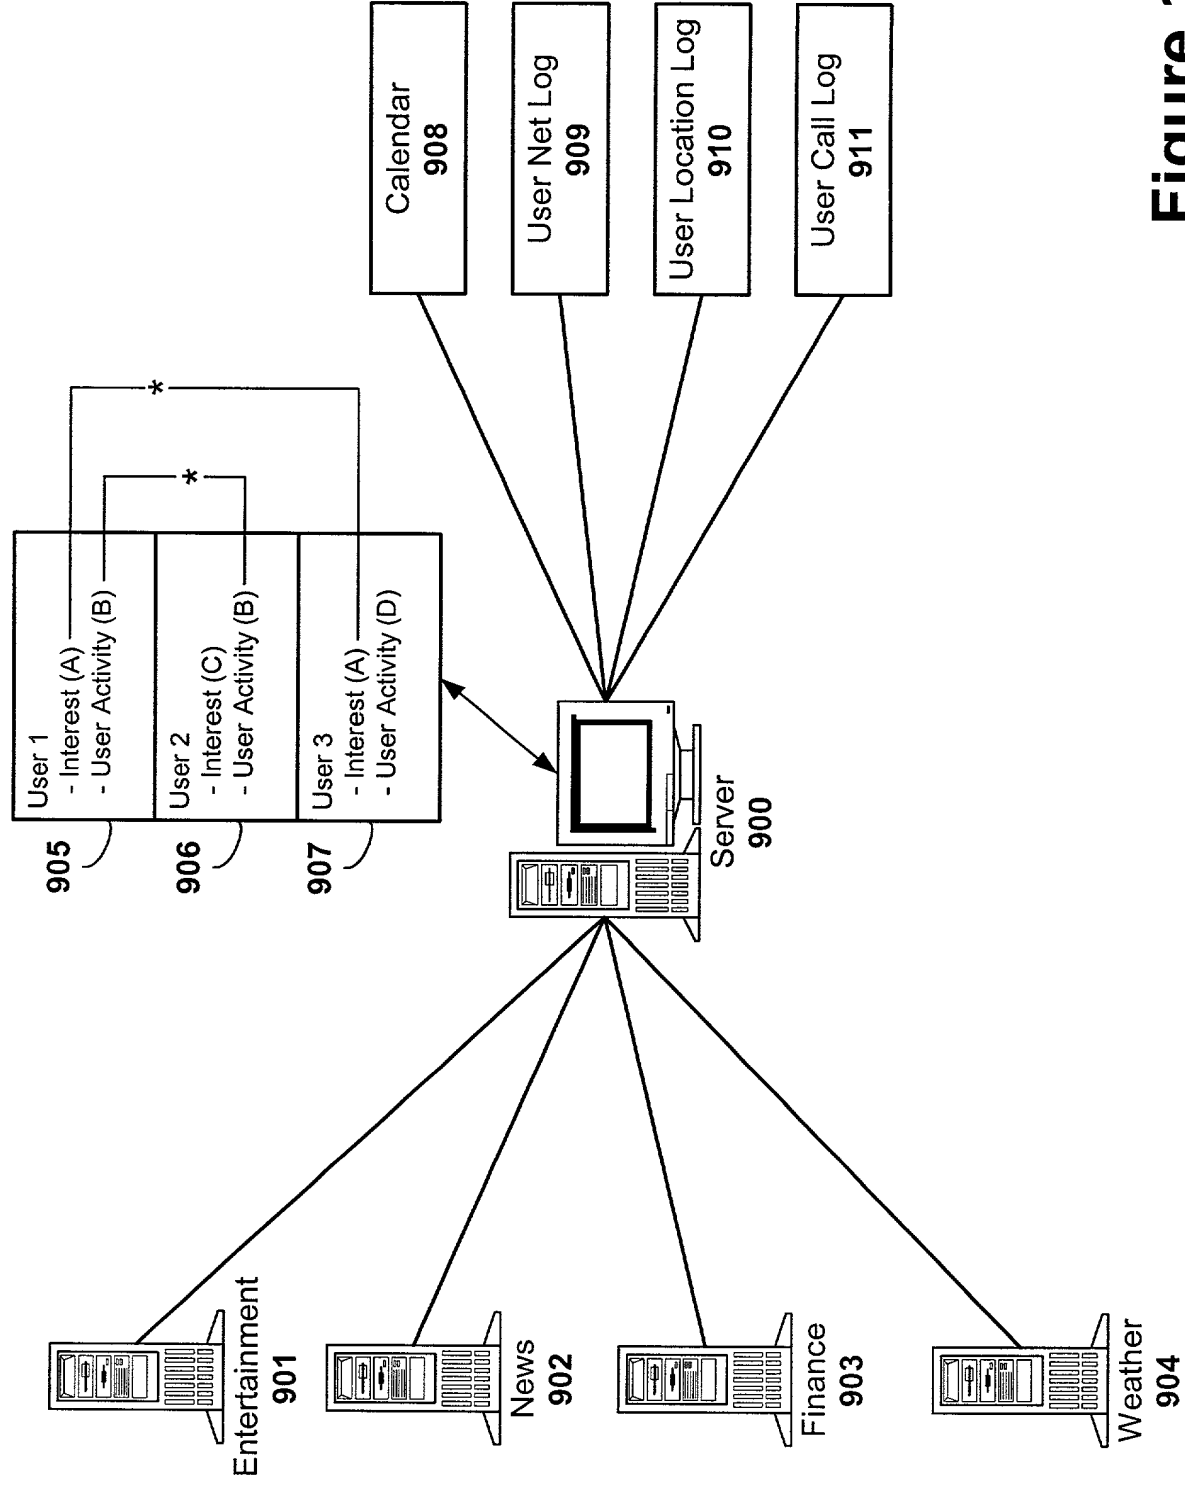 User 1
- Interest (A)
- User Activity (B)
User 2
- Interest (C)
- User Activity (B)
User 3
- Interest (A)
- User Activity (D)
*
*
905
906
907
Entertainment
901
News
902
Finance
903
Weather
904
Server
900
Calendar
908
User Net Log
909
User Location Log
910
User Call Log
911
Figure